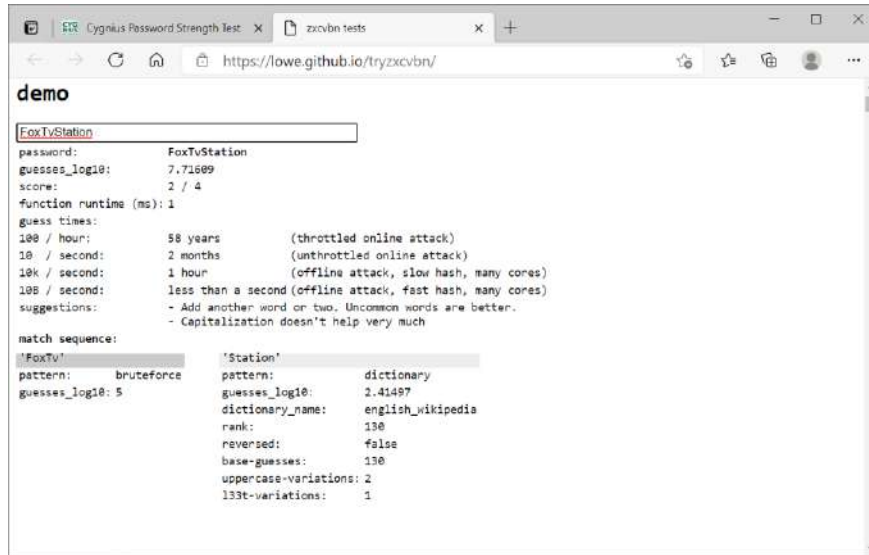 Cygnius Password Strength Test
zxcvbn tests
https://lowe.github.io/tryzxcvbn/
demo
FoxTvStation
password: FoxTvStation
guesses_log10: 7.71609
score: 2 / 4
function runtime (ms): 1
guess times:
100 / hour: 58 years (throttled online attack)
10 / second: 2 months (unthrottled online attack)
10k / second: 1 hour (offline attack, slow hash, many cores)
10B / second: less than a second (offline attack, fast hash, many cores)
suggestions: - Add another word or two. Uncommon words are better.
- Capitalization doesn't help very much
match sequence:
'FoxTv' 'Station'
pattern: bruteforce pattern: dictionary
guesses_log10: 5 guesses_log10: 2.41497
dictionary_name: english_wikipedia
rank: 130
reversed: false
base-guesses: 130
uppercase-variations: 2
l33t-variations: 1